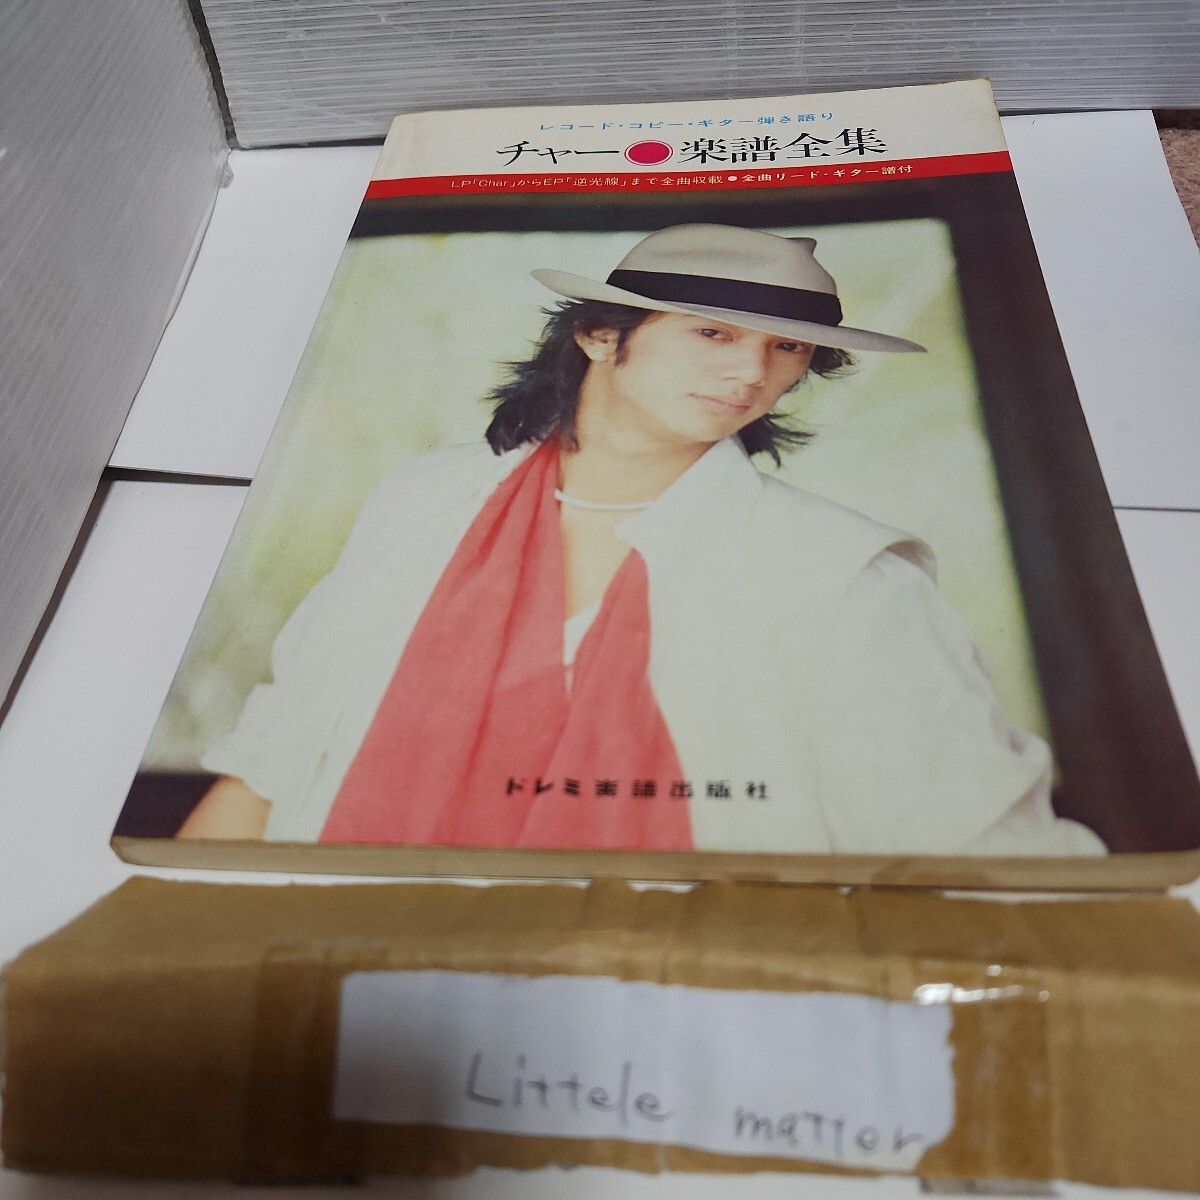 レコード・コピー・ギター弾き語り
チャー●楽譜全集
LP「Char」からEP「逆光線」まで全曲収載●全曲リード・ギター譜付
ドレミ楽譜出版社
Littele matter